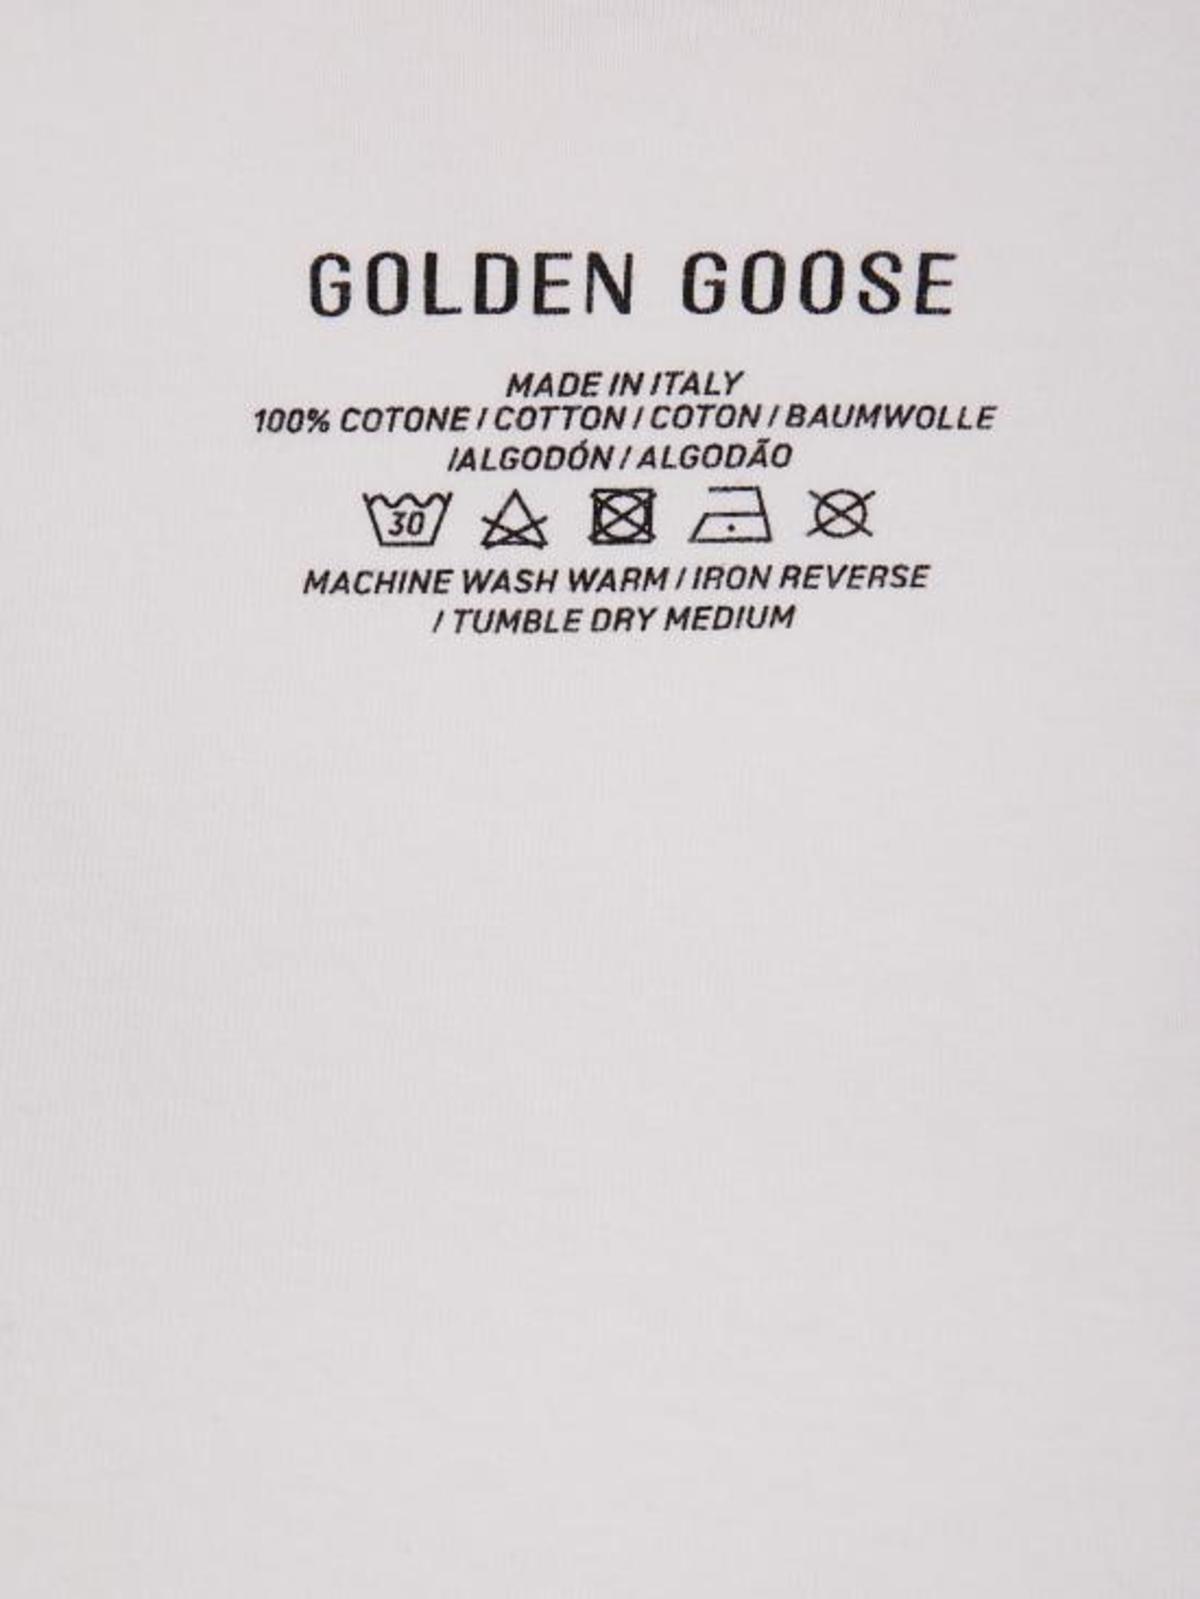 GOLDEN GOOSE
MADE IN ITALY
100% COTONE / COTTON / COTON / BAUMWOLLE
/ALGODÓN / ALGODÃO
30
MACHINE WASH WARM / IRON REVERSE
/ TUMBLE DRY MEDIUM